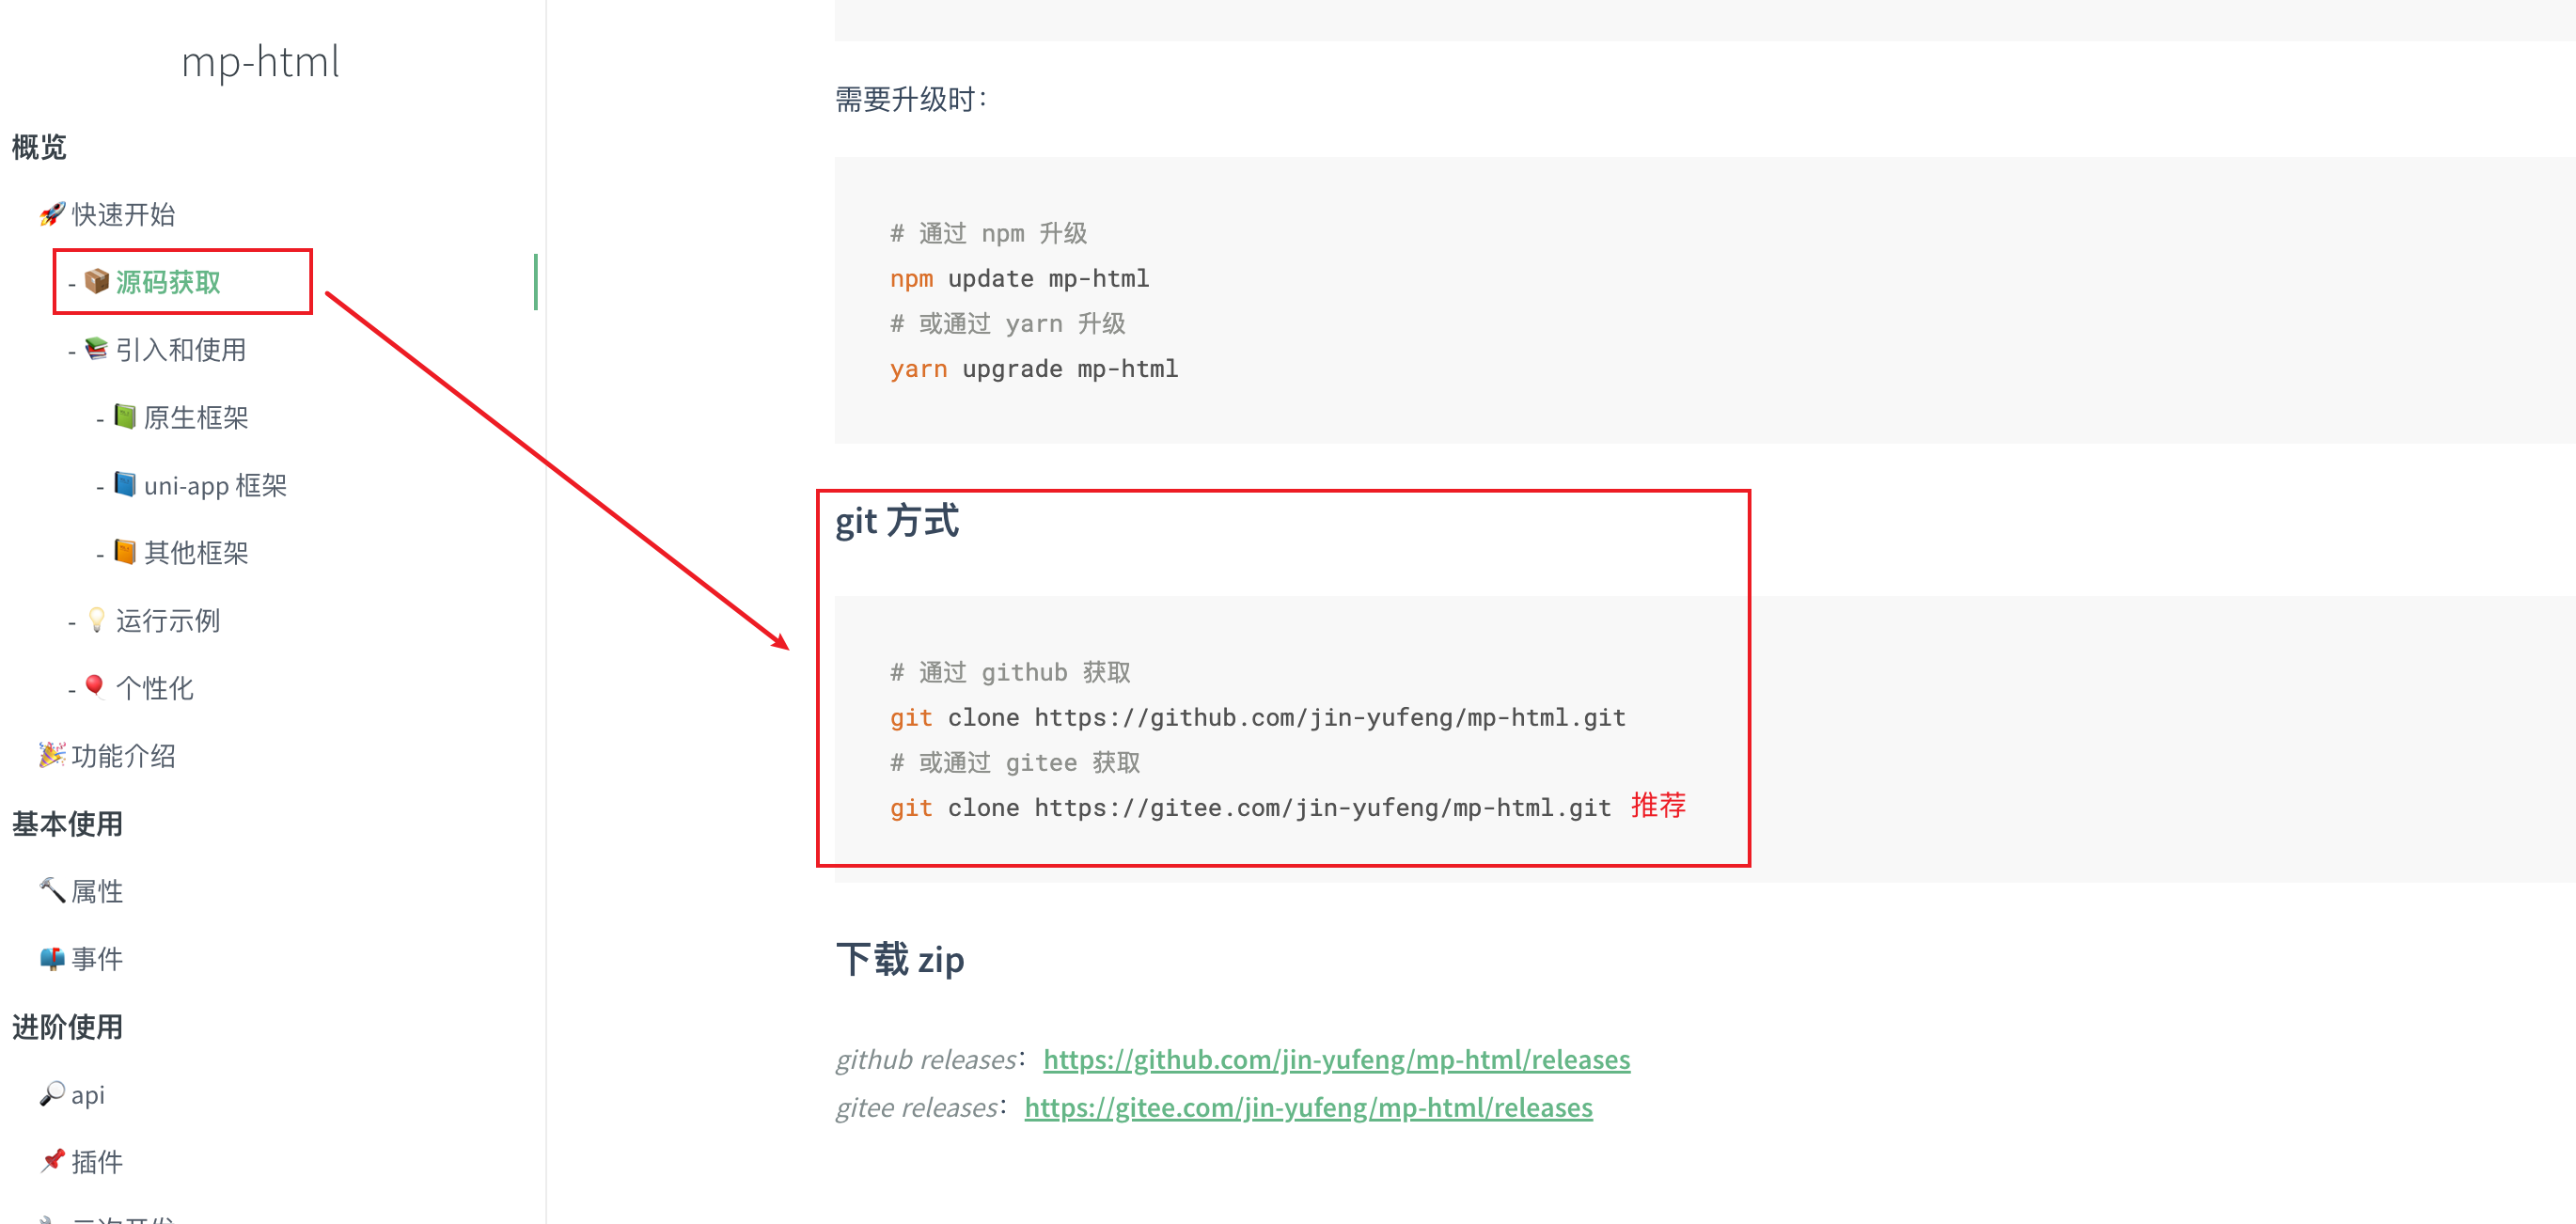 mp-html
概览
🚀 快速开始
- 📦 源码获取
- 📚 引入和使用
- 📗 原生框架
- 📘 uni-app 框架
- 📙 其他框架
- 💡 运行示例
- 🎈 个性化
🎉 功能介绍
基本使用
🔨 属性
📫 事件
进阶使用
🔎 api
📌 插件
🔧 二次开发
需要升级时：
# 通过 npm 升级
npm update mp-html
# 或通过 yarn 升级
yarn upgrade mp-html
git 方式
# 通过 github 获取
git clone https://github.com/jin-yufeng/mp-html.git
# 或通过 gitee 获取
git clone https://gitee.com/jin-yufeng/mp-html.git 推荐
下载 zip
github releases：https://github.com/jin-yufeng/mp-html/releases
gitee releases：https://gitee.com/jin-yufeng/mp-html/releases